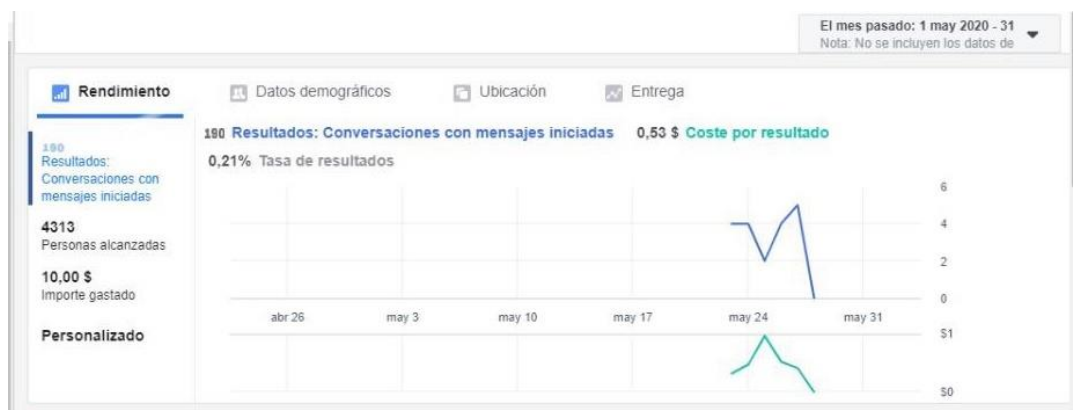 El mes pasado: 1 may 2020 - 31
Nota: No se incluyen los datos de
Rendimiento
Datos demográficos
Ubicación
Entrega
190
Resultados:
Conversaciones con
mensajes iniciadas
4313
Personas alcanzadas
10,00 $
Importe gastado
Personalizado
190 Resultados: Conversaciones con mensajes iniciadas 0,53 $ Coste por resultado
0,21% Tasa de resultados
6
4
2
0
abr 26 may 3 may 10 may 17 may 24 may 31
$1
$0